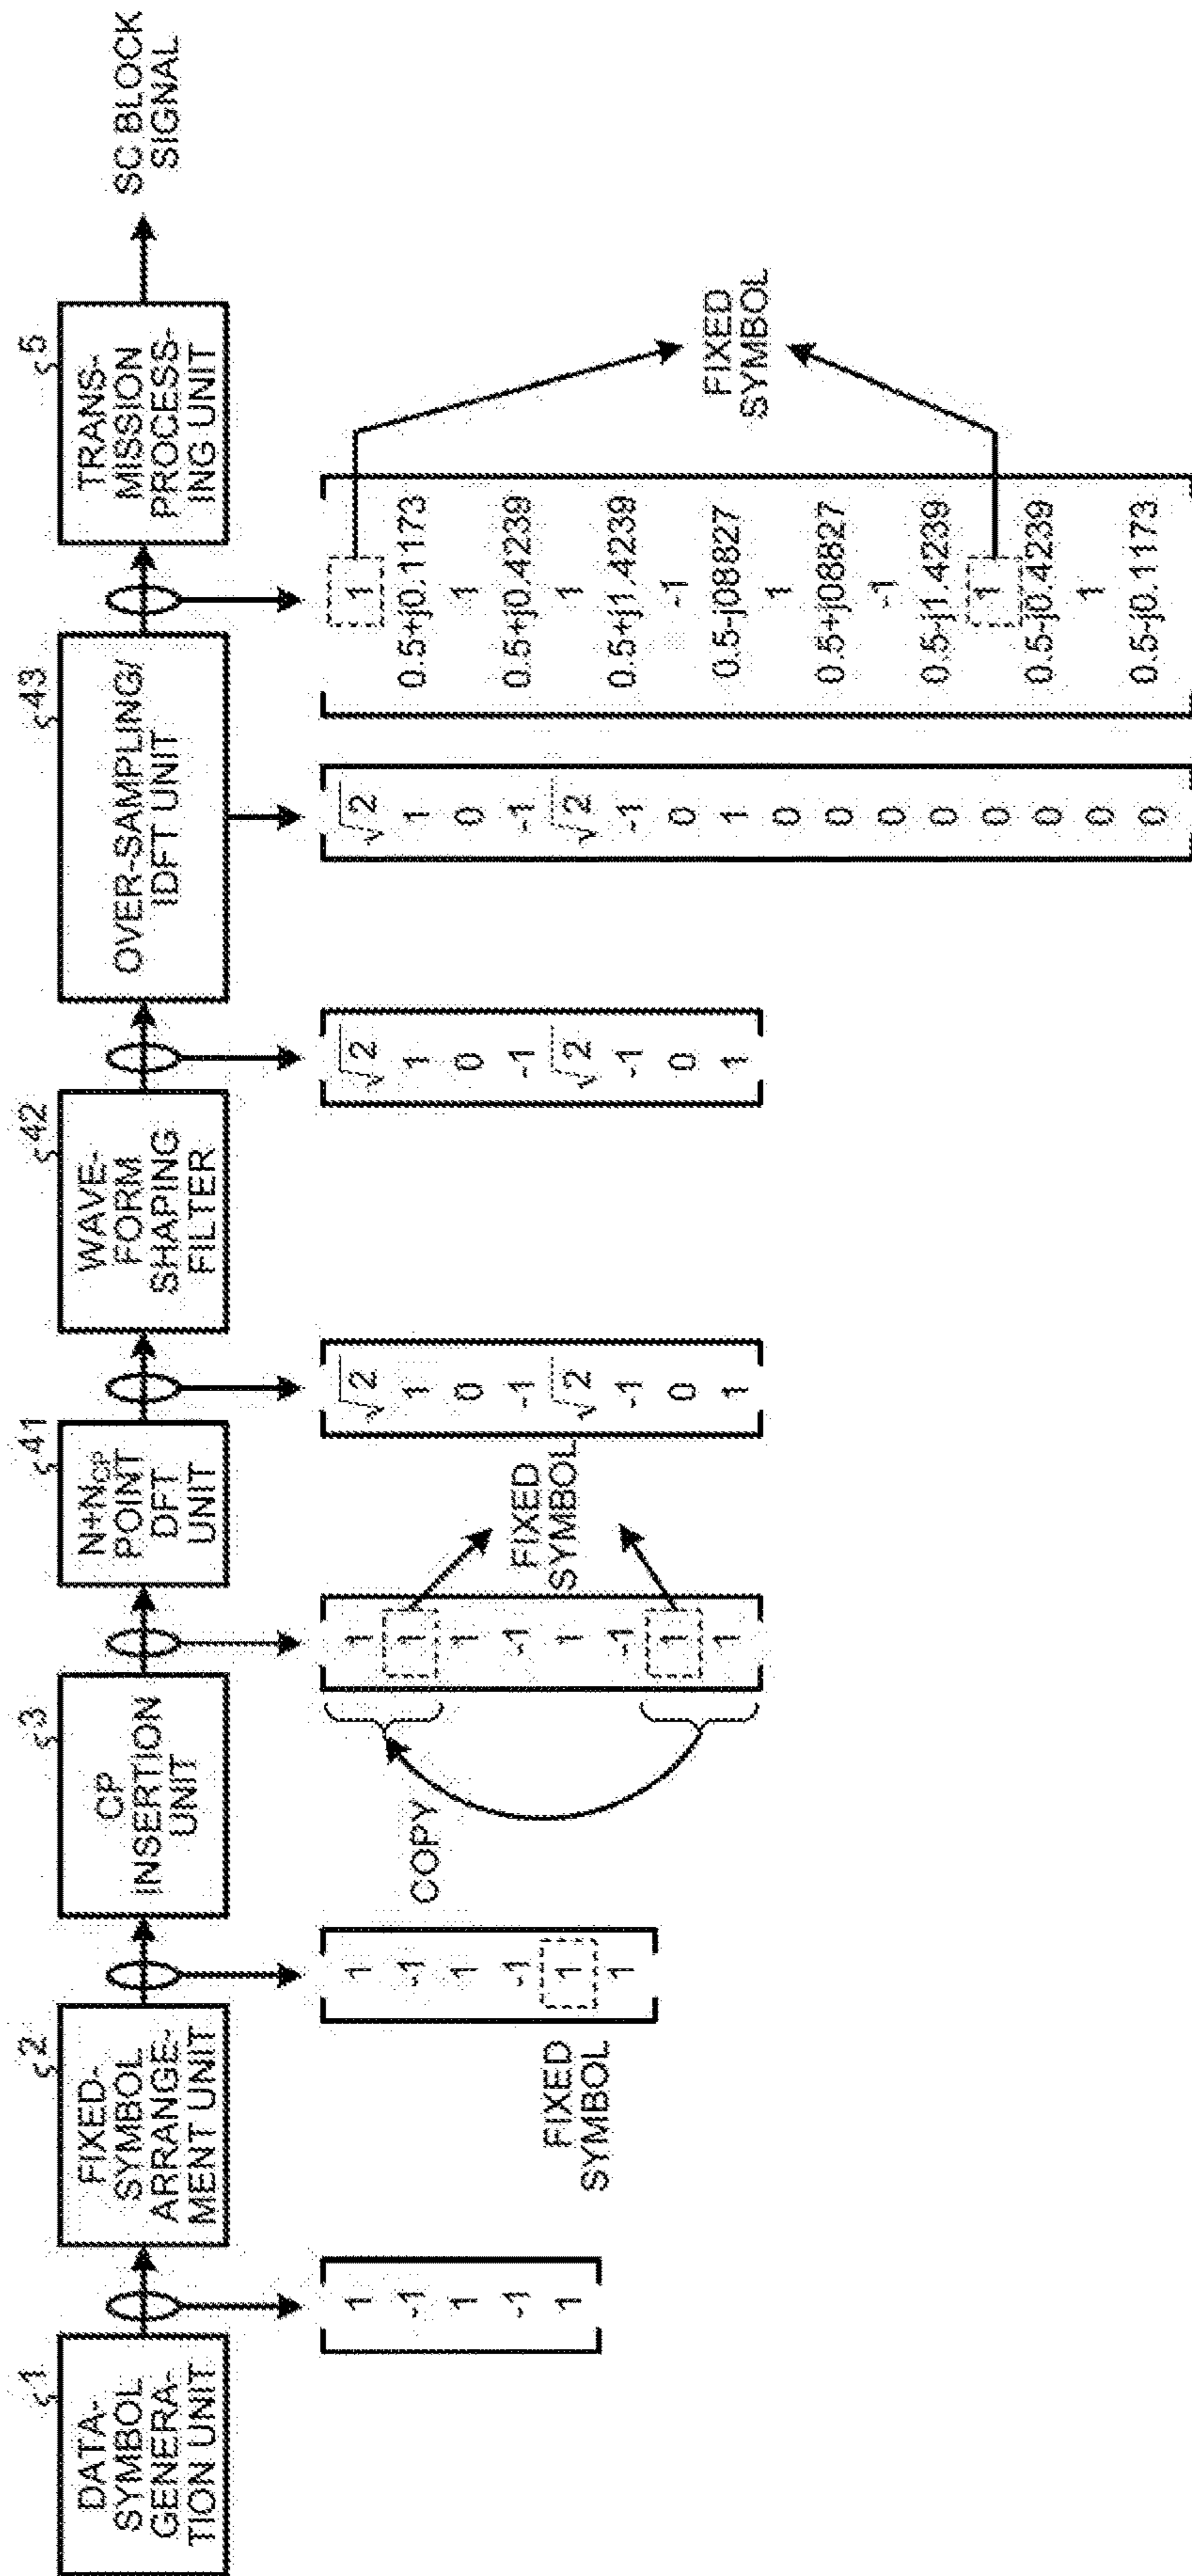 1
DATA-
SYMBOL
GENERA-
TION UNIT
2
FIXED-
SYMBOL
ARRANGE-
MENT UNIT
3
CP
INSERTION
UNIT
41
N+NCP
POINT
DFT
UNIT
42
WAVE-
FORM
SHAPING
FILTER
43
OVER-SAMPLING/
IDFT UNIT
5
TRANS-
MISSION
PROCESS-
ING UNIT
SC BLOCK
SIGNAL
1
-1
1
-1
1
1
-1
1
-1
1
1
FIXED
SYMBOL
COPY
1
1
1
-1
1
-1
1
1
FIXED
SYMBOL
√2
1
0
-1
√2
-1
0
1
√2
1
0
-1
√2
-1
0
1
√2
1
0
-1
√2
-1
0
1
0
0
0
0
0
0
0
0
1
0.5+j0.1173
1
0.5+j0.4239
1
0.5+j1.4239
-1
0.5-j08827
1
0.5+j08827
-1
0.5-j1.4239
1
0.5-j0.4239
1
0.5-j0.1173
FIXED
SYMBOL